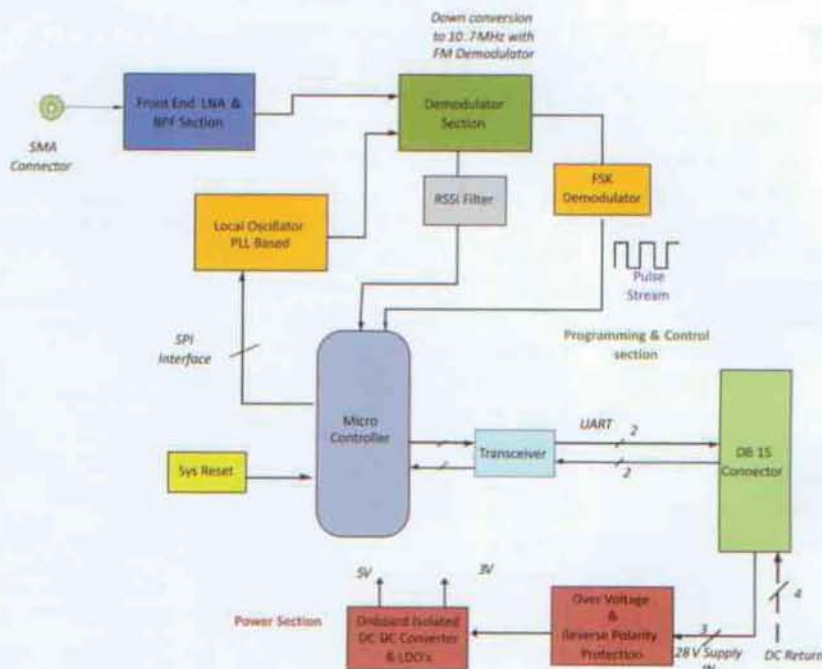 Down conversion
to 10.7MHz with
FM Demodulator
Front End LNA &
BPF Section
Demodulator
Section
SMA
Connector
RSSI Filter
FSK
Demodulator
Local Oscillator
PLL Based
Pulse
Stream
SPI
Interface
Programming & Control
section
Micro
Controller
UART
2
Transceiver
2
DB 15
Connector
Sys Reset
5V
3V
Power Section
Onboard Isolated
DC DC Converter
& LDO's
Over Voltage
&
Reverse Polarity
Protection
3
28V Supply
4
DC Return